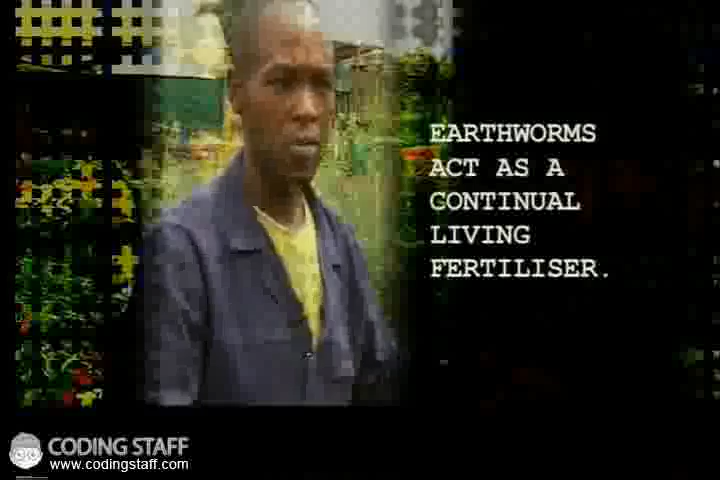 EARTHWORMS
ACT AS A
CONTINUAL
LIVING
FERTILISER.
CODING STAFF
www.codingstaff.com